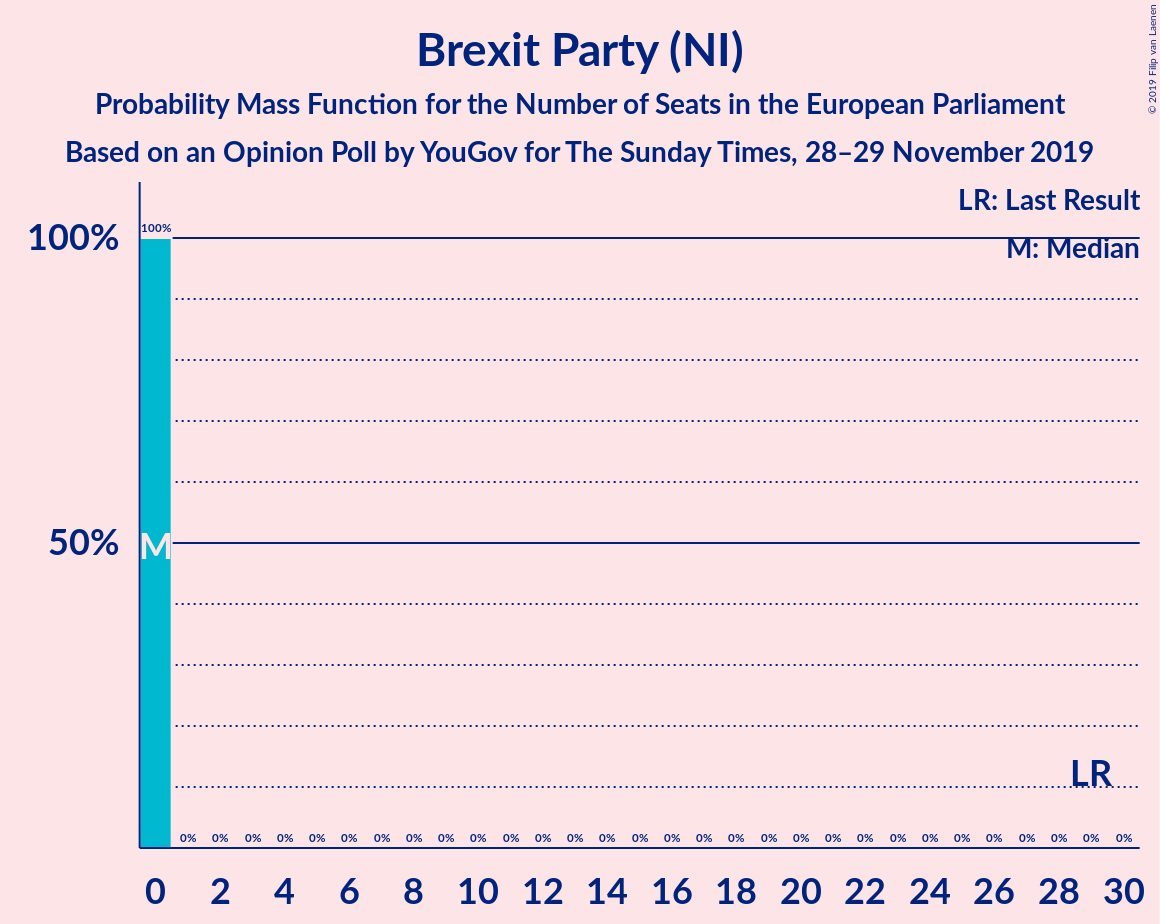 Brexit Party (NI)
Probability Mass Function for the Number of Seats in the European Parliament
Based on an Opinion Poll by YouGov for The Sunday Times, 28–29 November 2019
© 2019 Filip van Laenen
LR: Last Result
M: Median
100%
100%
50%
M
LR
0% 0% 0% 0% 0% 0% 0% 0% 0% 0% 0% 0% 0% 0% 0% 0% 0% 0% 0% 0% 0% 0% 0% 0% 0% 0% 0% 0% 0% 0%
0 2 4 6 8 10 12 14 16 18 20 22 24 26 28 30